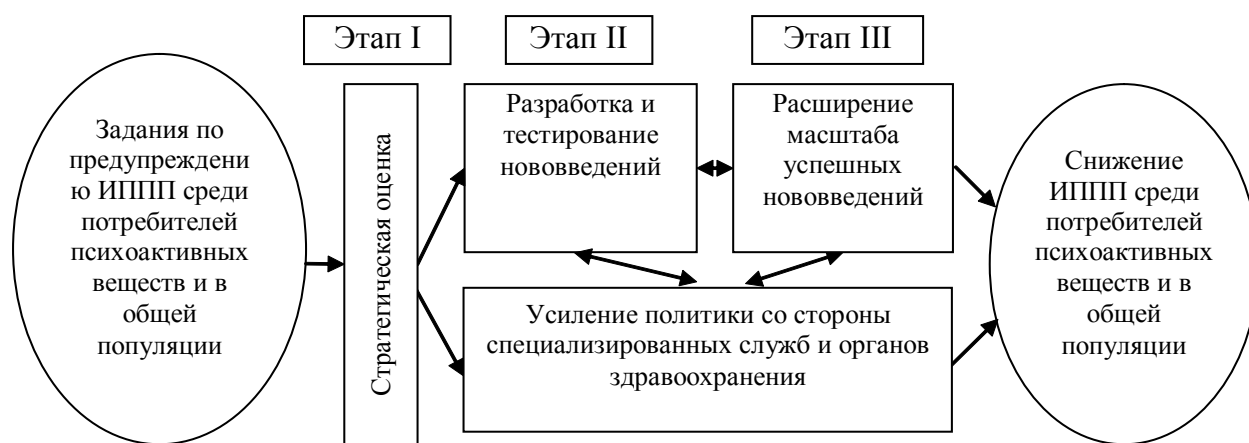 Этап I
Этап II
Этап III
Задания по
предупреждени
ю ИППП среди
потребителей
психоактивных
веществ и в
общей
популяции
Стратегическая оценка
Разработка и
тестирование
нововведений
Расширение
масштаба
успешных
нововведений
Усиление политики со стороны
специализированных служб и органов
здравоохранения
Снижение
ИППП среди
потребителей
психоактивных
веществ и в
общей
популяции